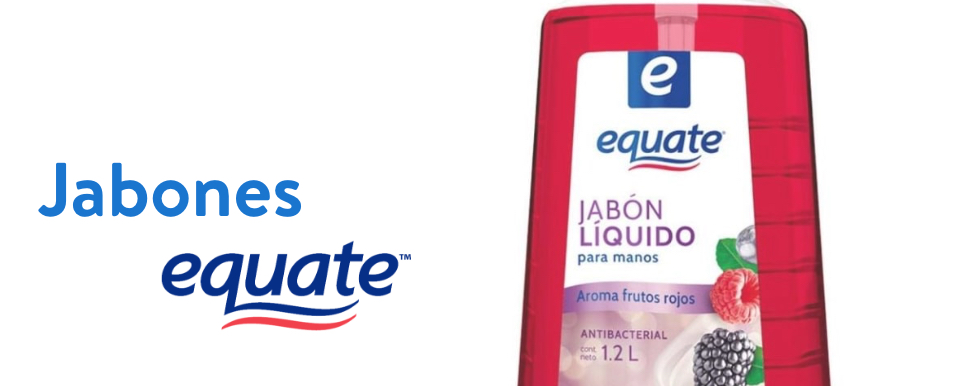 Jabones
equate™
e
equate
JABÓN
LÍQUIDO
para manos
Aroma frutos rojos
ANTIBACTERIAL
cont.
neto 1.2 L